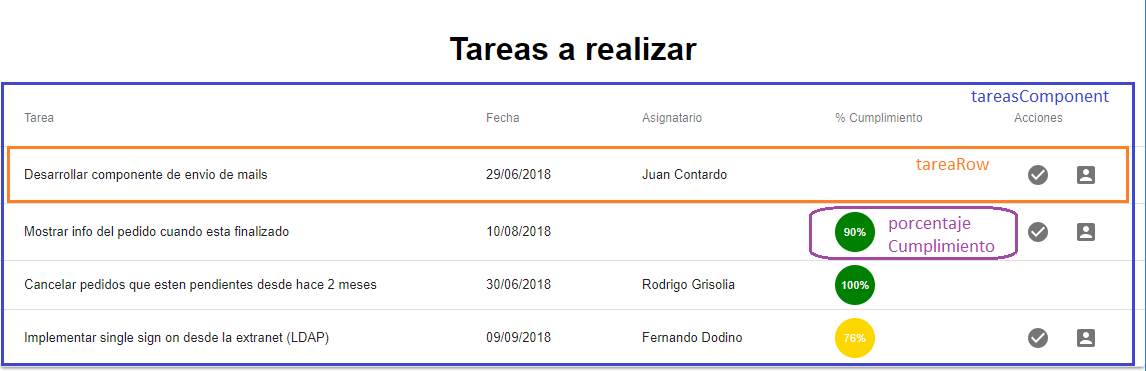 Tareas a realizar
tareasComponent
Tarea Fecha Asignatario % Cumplimiento Acciones
tareaRow
Desarrollar componente de envio de mails 29/06/2018 Juan Contardo
Mostrar info del pedido cuando esta finalizado 10/08/2018 90% porcentaje
Cumplimiento
Cancelar pedidos que esten pendientes desde hace 2 meses 30/06/2018 Rodrigo Grisolia 100%
Implementar single sign on desde la extranet (LDAP) 09/09/2018 Fernando Dodino 76%